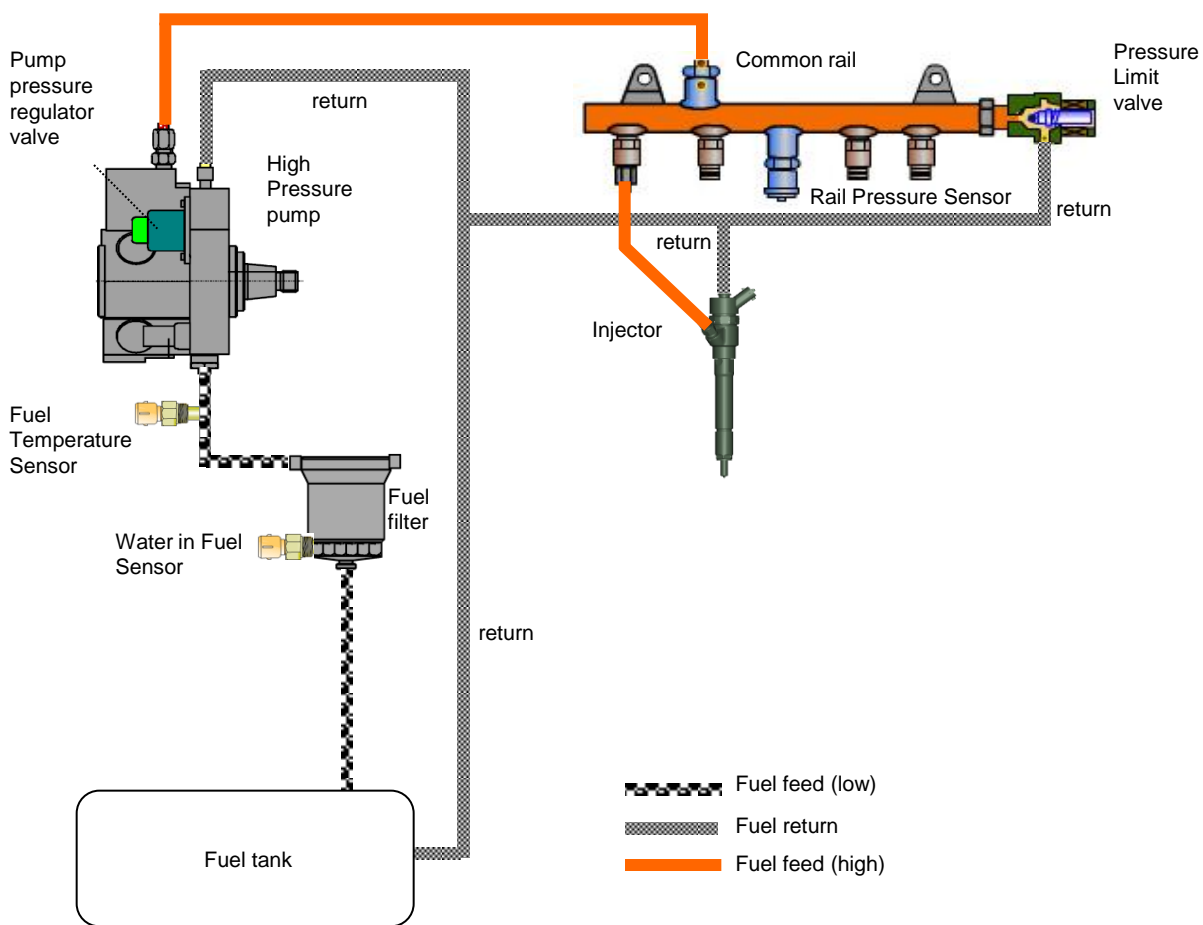 Pump
pressure
regulator
valve
return
High
Pressure
pump
Common rail
Pressure
Limit
valve
Rail Pressure Sensor
return
return
Injector
Fuel
Temperature
Sensor
Fuel
filter
Water in Fuel
Sensor
return
Fuel tank
Fuel feed (low)
Fuel return
Fuel feed (high)